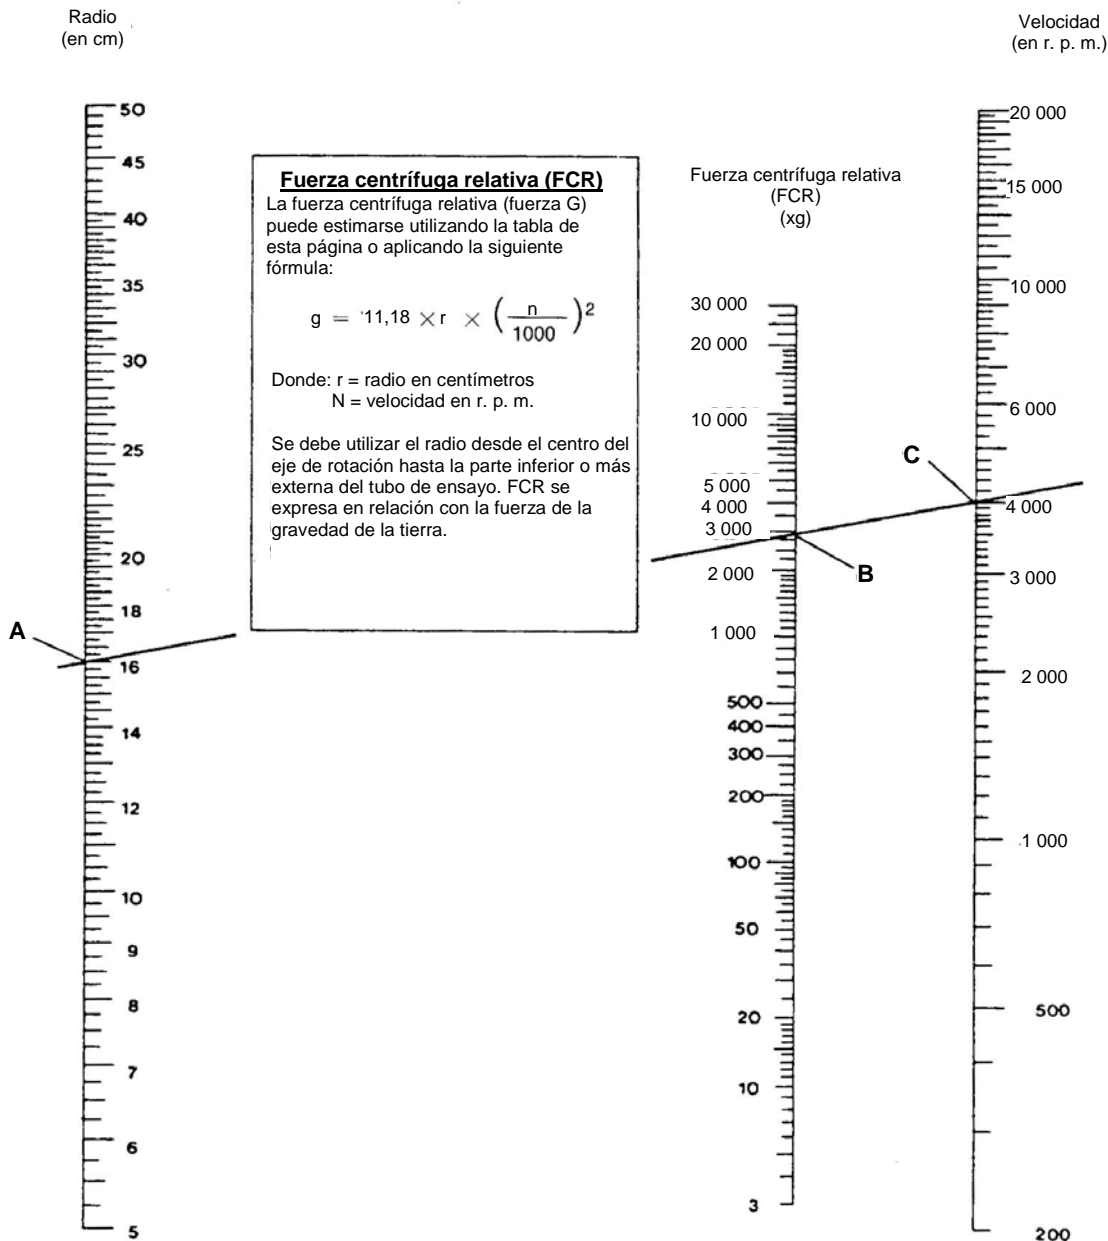 Radio
(en cm)
Velocidad
(en r. p. m.)
50
45
40
35
30
25
20
18
16
14
12
10
9
8
7
6
5
A
Fuerza centrífuga relativa (FCR)
La fuerza centrífuga relativa (fuerza G)
puede estimarse utilizando la tabla de
esta página o aplicando la siguiente
fórmula:
g = 11,18 × r × ( n / 1000 )²
Donde: r = radio en centímetros
N = velocidad en r. p. m.
Se debe utilizar el radio desde el centro del
eje de rotación hasta la parte inferior o más
externa del tubo de ensayo. FCR se
expresa en relación con la fuerza de la
gravedad de la tierra.
Fuerza centrífuga relativa
(FCR)
(xg)
30 000
20 000
10 000
5 000
4 000
3 000
2 000
1 000
500
400
300
200
100
50
20
10
3
B
C
20 000
15 000
10 000
6 000
4 000
3 000
2 000
1 000
500
200